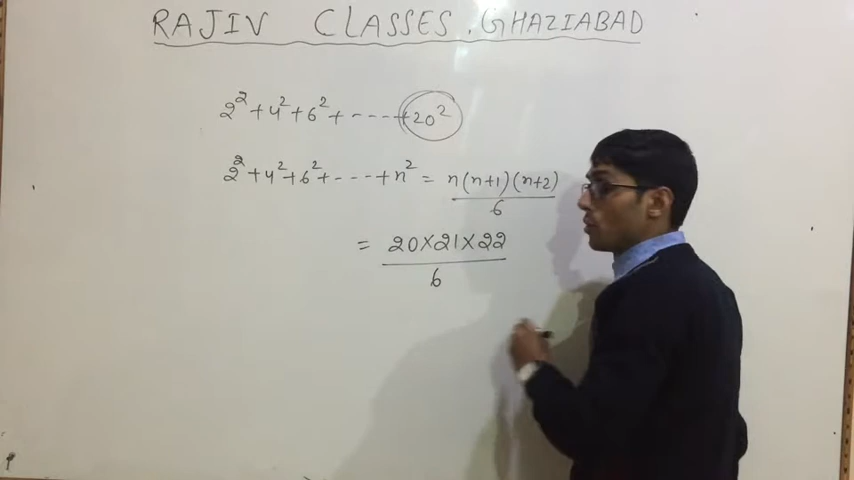 RAJIV CLASSES. GHAZIABAD
2² + 4² + 6² + ---- + 20²
2² + 4² + 6² + ---- + n² = n(n+1)(n+2)/6
= 20×21×22/6